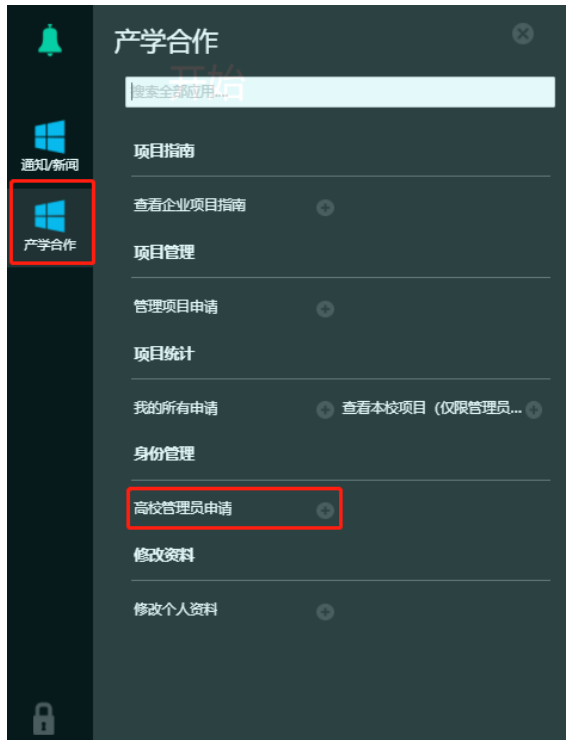 产学合作
开始
搜索全部应用...
通知/新闻
产学合作
项目指南
查看企业项目指南
项目管理
管理项目申请
项目统计
我的所有申请 查看本校项目（仅限管理员...
身份管理
高校管理员申请
修改资料
修改个人资料